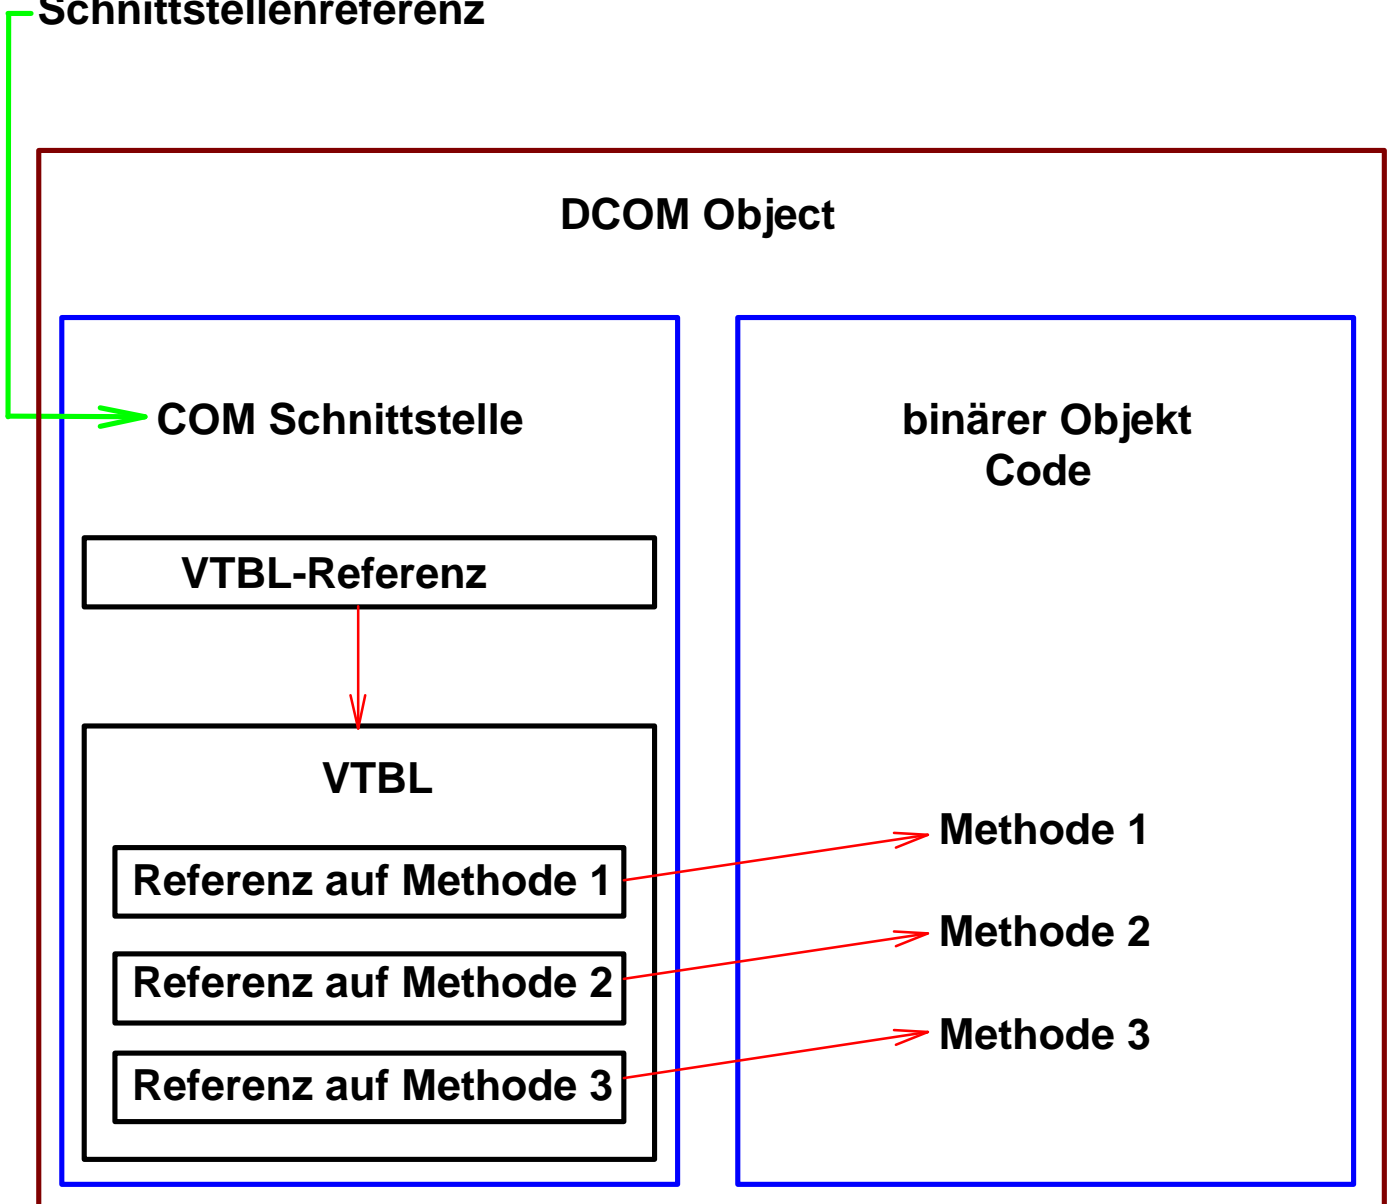 Schnittstellenreferenz
DCOM Object
COM Schnittstelle
binärer Objekt
Code
VTBL-Referenz
VTBL
Referenz auf Methode 1
Referenz auf Methode 2
Referenz auf Methode 3
Methode 1
Methode 2
Methode 3